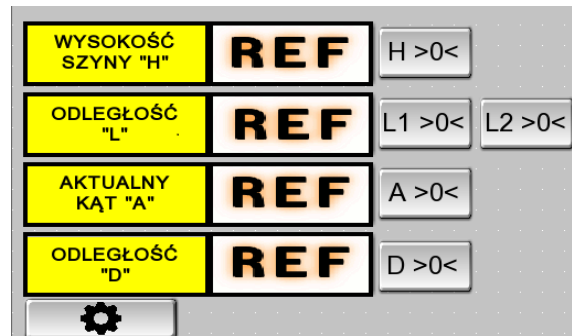 WYSOKOŚĆ
SZYNY "H"
REF
H >0<
ODLEGŁOŚĆ
"L"
REF
L1 >0<
L2 >0<
AKTUALNY
KĄT "A"
REF
A >0<
ODLEGŁOŚĆ
"D"
REF
D >0<